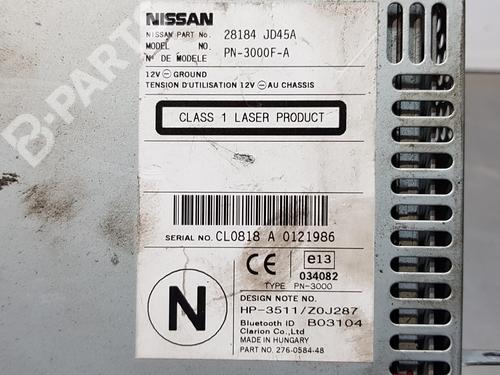 NISSAN
NISSAN PART No. 28184 JD45A
MODEL NO. PN-3000F-A
N° DE MODELE
12V ⊖ GROUND
TENSION D'UTILISATION 12V ⊖ AU CHASSIS
CLASS 1 LASER PRODUCT
SERIAL NO. CL0818 A 0121986
CE e13
034082
TYPE PN-3000
N
DESIGN NOTE NO.
HP-3511/Z0J287
Bluetooth ID B03104
Clarion Co.,Ltd
MADE IN HUNGARY
PART NO. 276-0584-48